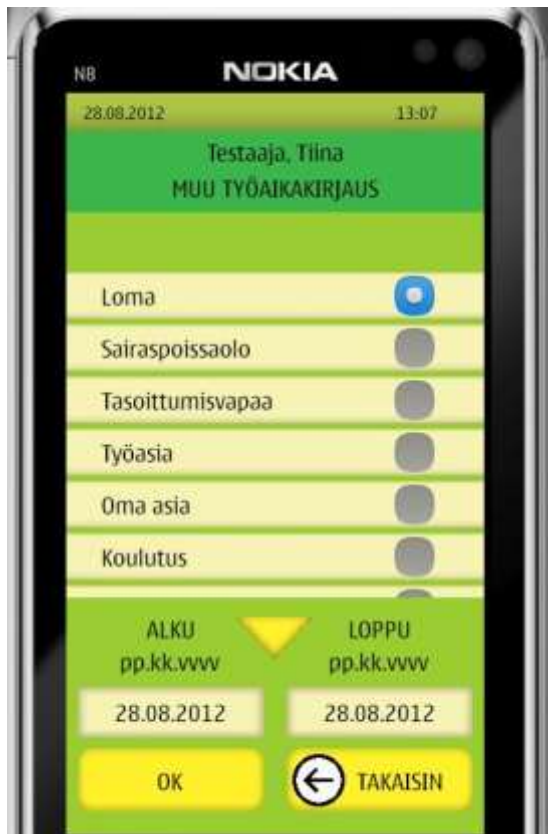 N8
NOKIA
28.08.2012 13:07
Testaaja, Tiina
MUU TYÖAIKAKIRJAUS
Loma
Sairaspoissaolo
Tasoittumisvapaa
Työasia
Oma asia
Koulutus
ALKU LOPPU
pp.kk.vvvv pp.kk.vvvv
28.08.2012 28.08.2012
OK TAKAISIN